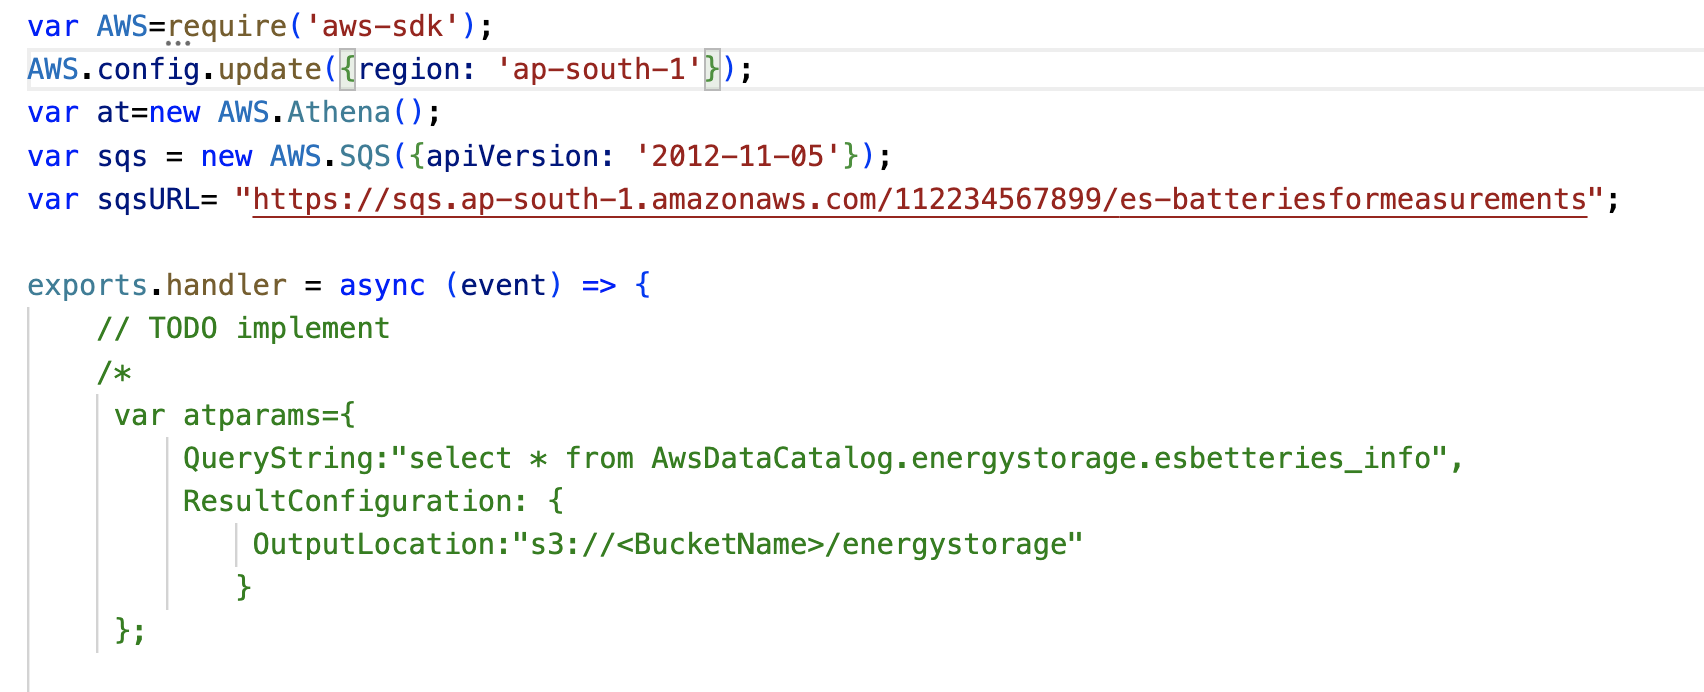 var AWS=require('aws-sdk');
AWS.config.update({region: 'ap-south-1'});
var at=new AWS.Athena();
var sqs = new AWS.SQS({apiVersion: '2012-11-05'});
var sqsURL= "https://sqs.ap-south-1.amazonaws.com/112234567899/es-batteriesformeasurements";

exports.handler = async (event) => {
    // TODO implement
    /*
     var atparams={
         QueryString:"select * from AwsDataCatalog.energystorage.esbetteries_info",
         ResultConfiguration: {
             OutputLocation:"s3://<BucketName>/energystorage"
            }
     };